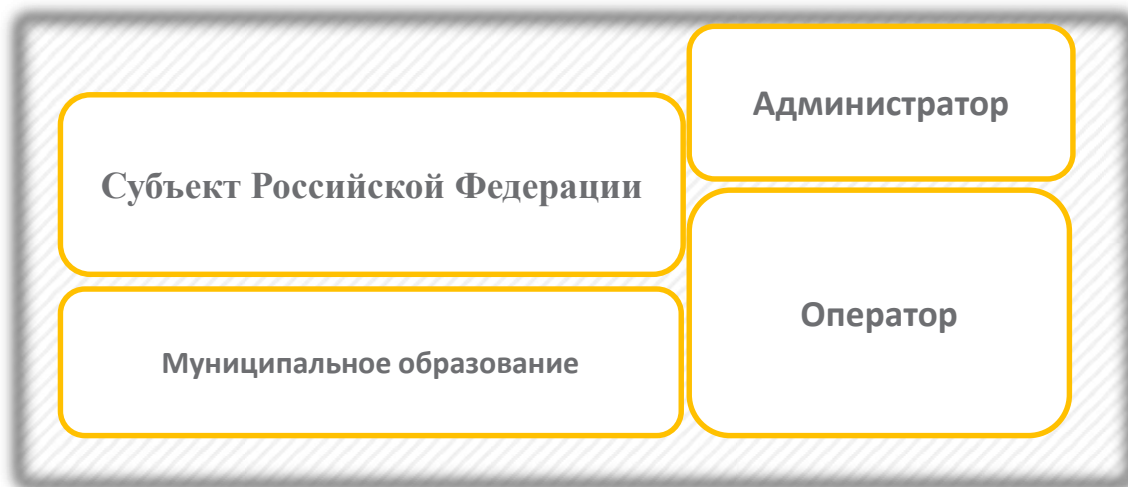 Администратор
Субъект Российской Федерации
Оператор
Муниципальное образование